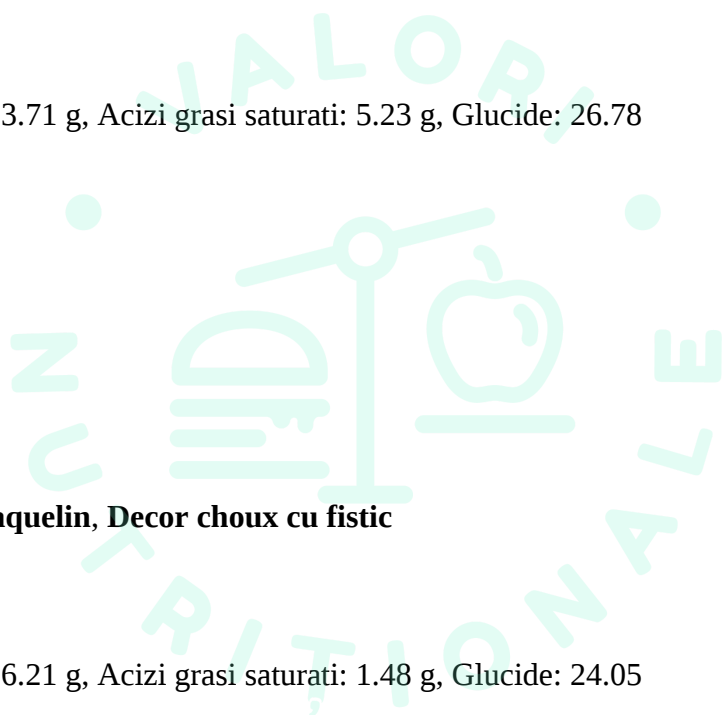 3.71 g, Acizi grasi saturati: 5.23 g, Glucide: 26.78
quelin, Decor choux cu fistic
6.21 g, Acizi grasi saturati: 1.48 g, Glucide: 24.05
VALORI NUTRIȚIONALE